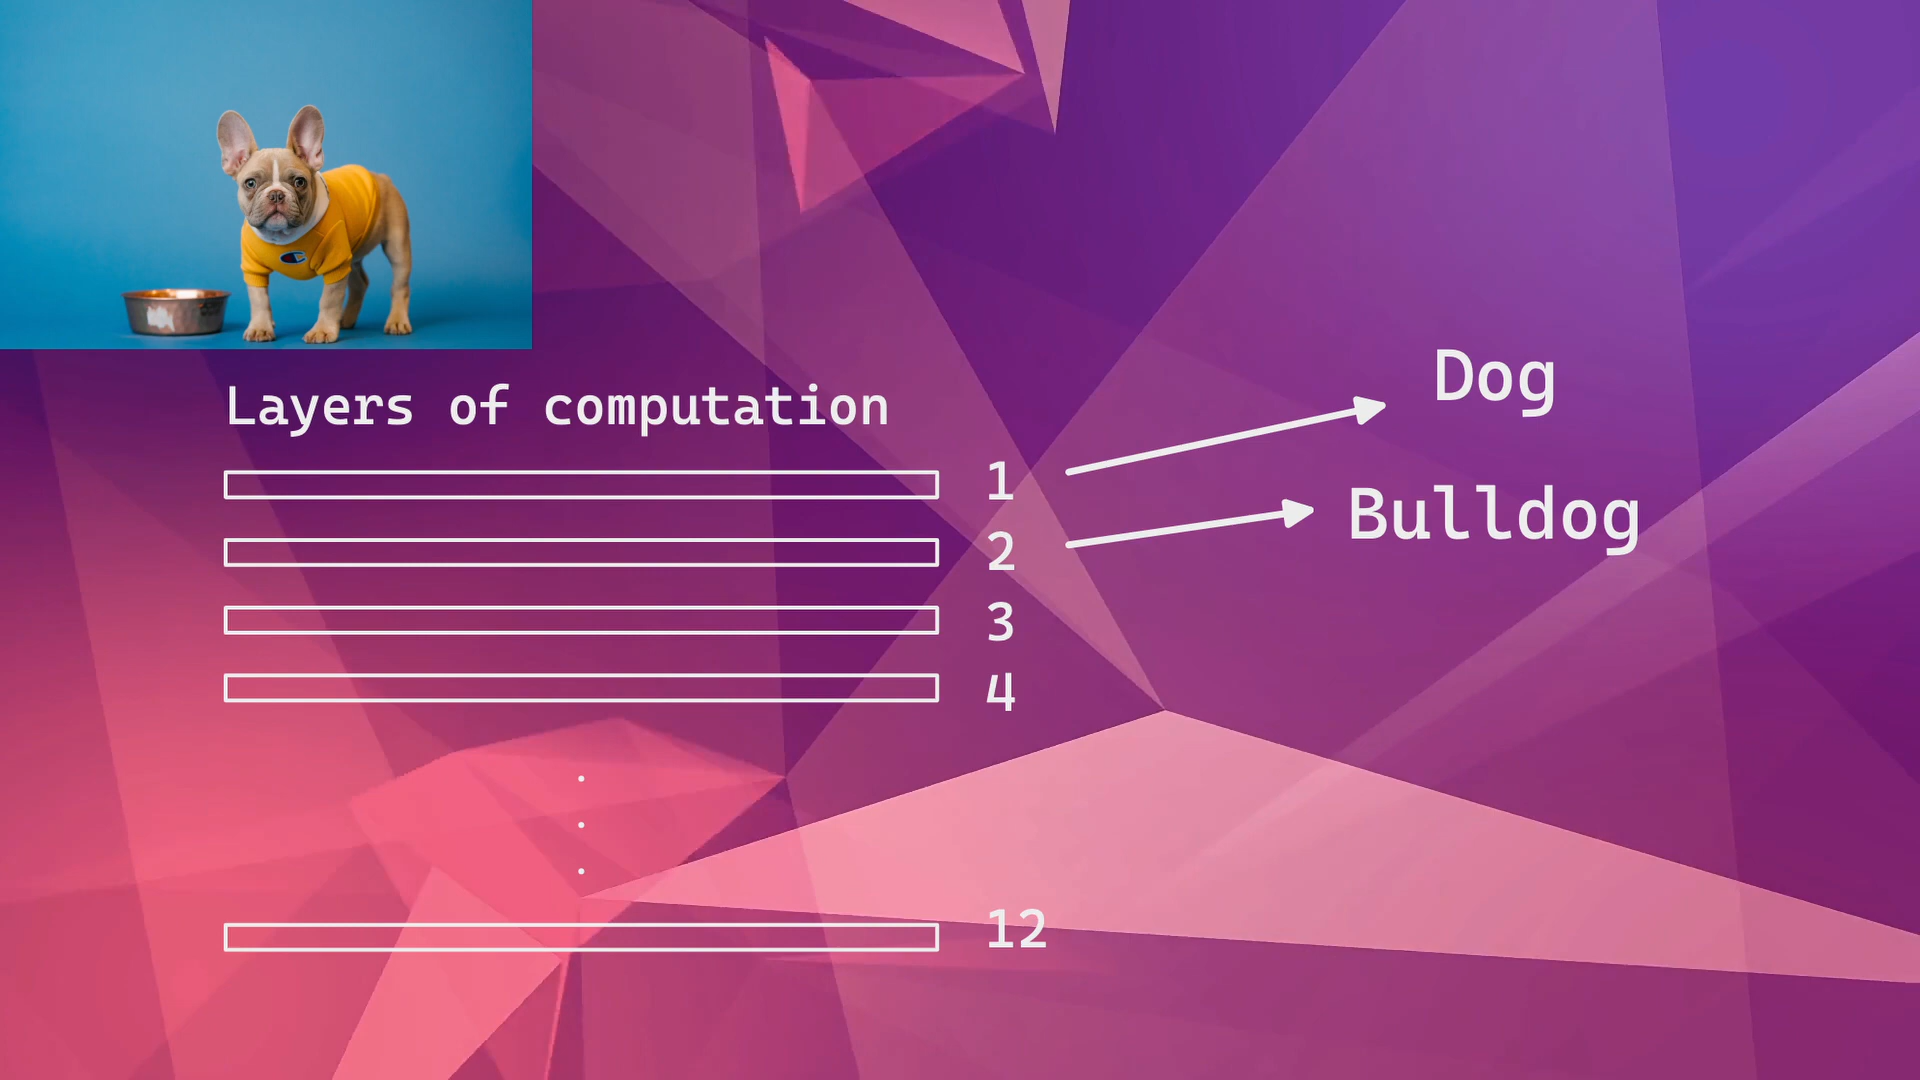 Layers of computation
1
2
3
4
.
.
.
12
Dog
Bulldog